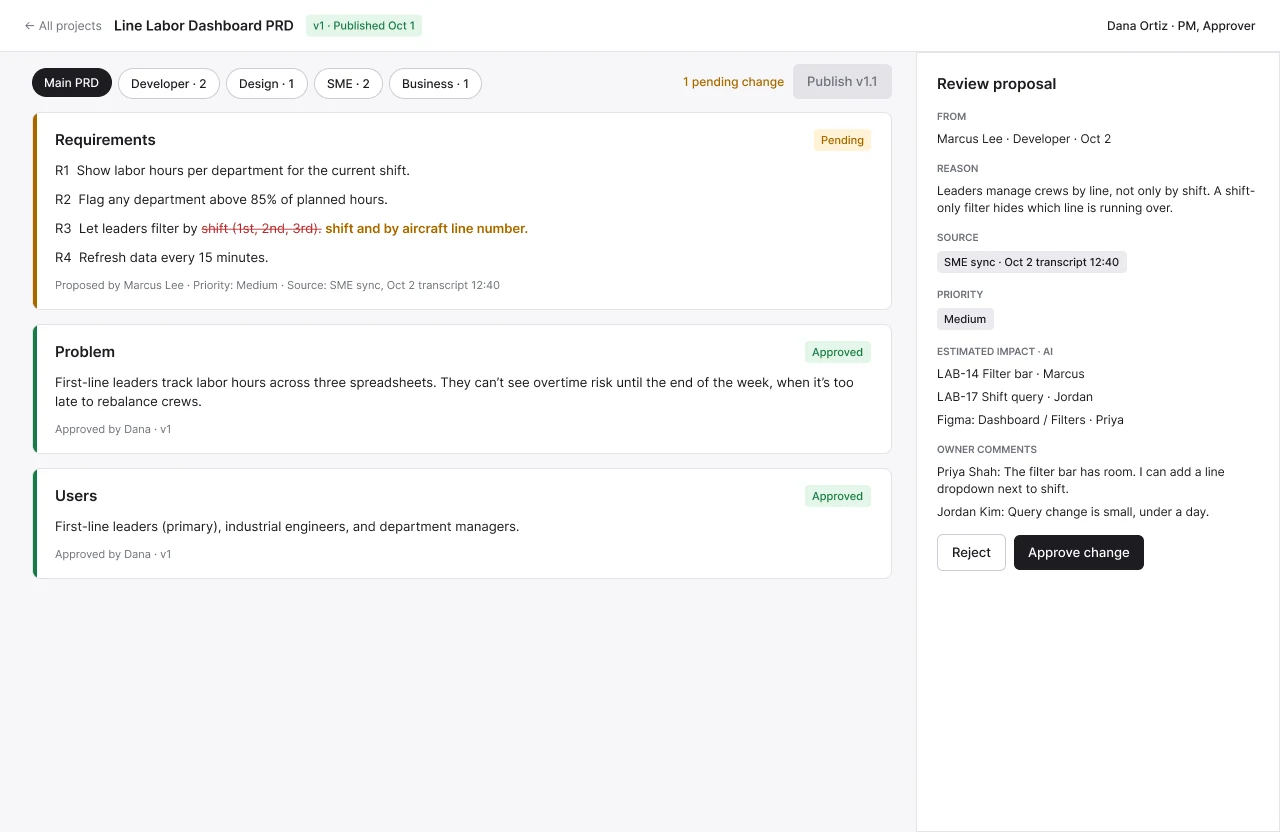 ← All projects Line Labor Dashboard PRD v1 · Published Oct 1 Dana Ortiz · PM, Approver
Main PRD Developer · 2 Design · 1 SME · 2 Business · 1 1 pending change Publish v1.1
Requirements Pending
R1 Show labor hours per department for the current shift.
R2 Flag any department above 85% of planned hours.
R3 Let leaders filter by shift (1st, 2nd, 3rd). shift and by aircraft line number.
R4 Refresh data every 15 minutes.
Proposed by Marcus Lee · Priority: Medium · Source: SME sync, Oct 2 transcript 12:40
Problem Approved
First-line leaders track labor hours across three spreadsheets. They can’t see overtime risk until the end of the week, when it’s too
late to rebalance crews.
Approved by Dana · v1
Users Approved
First-line leaders (primary), industrial engineers, and department managers.
Approved by Dana · v1
Review proposal
FROM
Marcus Lee · Developer · Oct 2
REASON
Leaders manage crews by line, not only by shift. A shift-
only filter hides which line is running over.
SOURCE
SME sync · Oct 2 transcript 12:40
PRIORITY
Medium
ESTIMATED IMPACT · AI
LAB-14 Filter bar · Marcus
LAB-17 Shift query · Jordan
Figma: Dashboard / Filters · Priya
OWNER COMMENTS
Priya Shah: The filter bar has room. I can add a line
dropdown next to shift.
Jordan Kim: Query change is small, under a day.
Reject Approve change